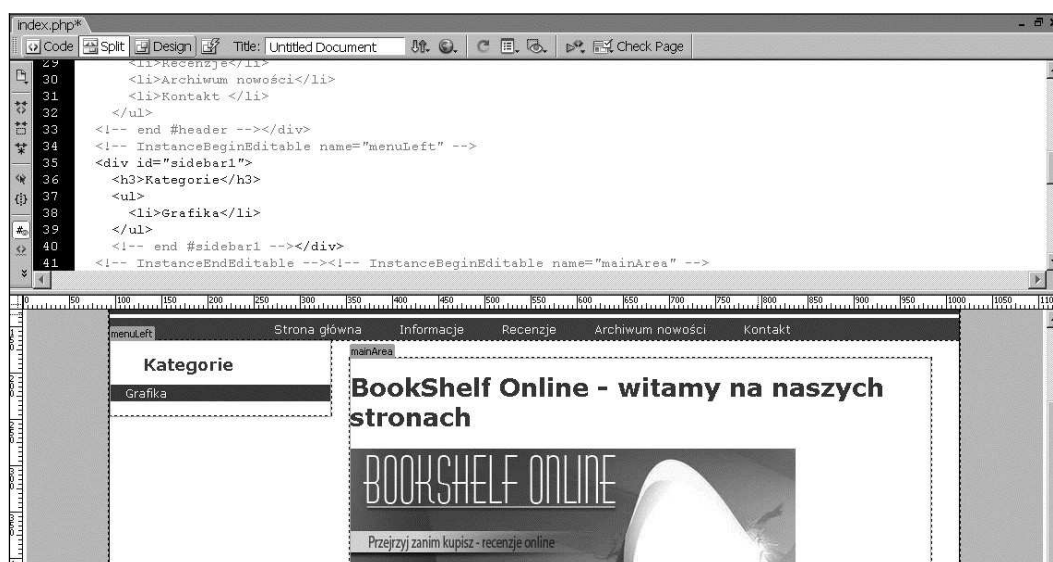 index.php*
Code Split Design Title: Untitled Document Check Page
29 <li>Recenzje</li>
30 <li>Archiwum nowości</li>
31 <li>Kontakt </li>
32 </ul>
33 <!-- end #header --></div>
34 <!-- InstanceBeginEditable name="menuLeft" -->
35 <div id="sidebar1">
36 <h3>Kategorie</h3>
37 <ul>
38 <li>Grafika</li>
39 </ul>
40 <!-- end #sidebar1 --></div>
41 <!-- InstanceEndEditable --><!-- InstanceBeginEditable name="mainArea" -->
0 50 100 150 200 250 300 350 400 450 500 550 600 650 700 750 800 850 900 950 1000 1050
menuLeft Strona główna Informacje Recenzje Archiwum nowości Kontakt
mainArea
Kategorie
Grafika
BookShelf Online - witamy na naszych
stronach
BOOKSHELF ONLINE
Przejrzyj zanim kupisz - recenzje online